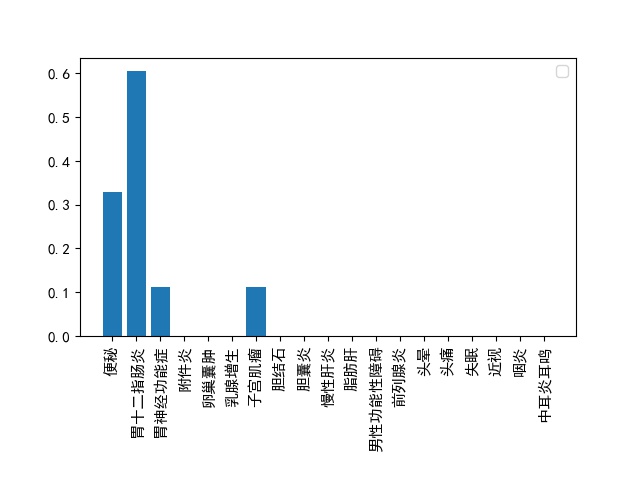 0.6
0.5
0.4
0.3
0.2
0.1
0.0
便秘
胃十二指肠炎
胃神经功能症
附件炎
卵巢囊肿
乳腺增生
子宫肌瘤
胆结石
胆囊炎
慢性肝炎
脂肪肝
男性功能性障碍
前列腺炎
头晕
头痛
失眠
近视
咽炎
中耳炎耳鸣